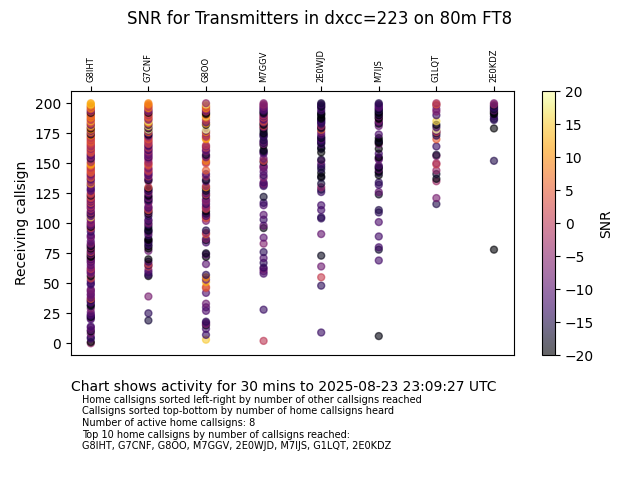 SNR for Transmitters in dxcc=223 on 80m FT8
G8IHT G7CNF G8OO M7GGV 2E0WJD M7IJS G1LQT 2E0KDZ
200
175
150
125
100
75
50
25
0
Receiving callsign
20
15
10
5
0
−5
−10
−15
−20
SNR
Chart shows activity for 30 mins to 2025-08-23 23:09:27 UTC
Home callsigns sorted left-right by number of other callsigns reached
Callsigns sorted top-bottom by number of home callsigns heard
Number of active home callsigns: 8
Top 10 home callsigns by number of callsigns reached:
G8IHT, G7CNF, G8OO, M7GGV, 2E0WJD, M7IJS, G1LQT, 2E0KDZ